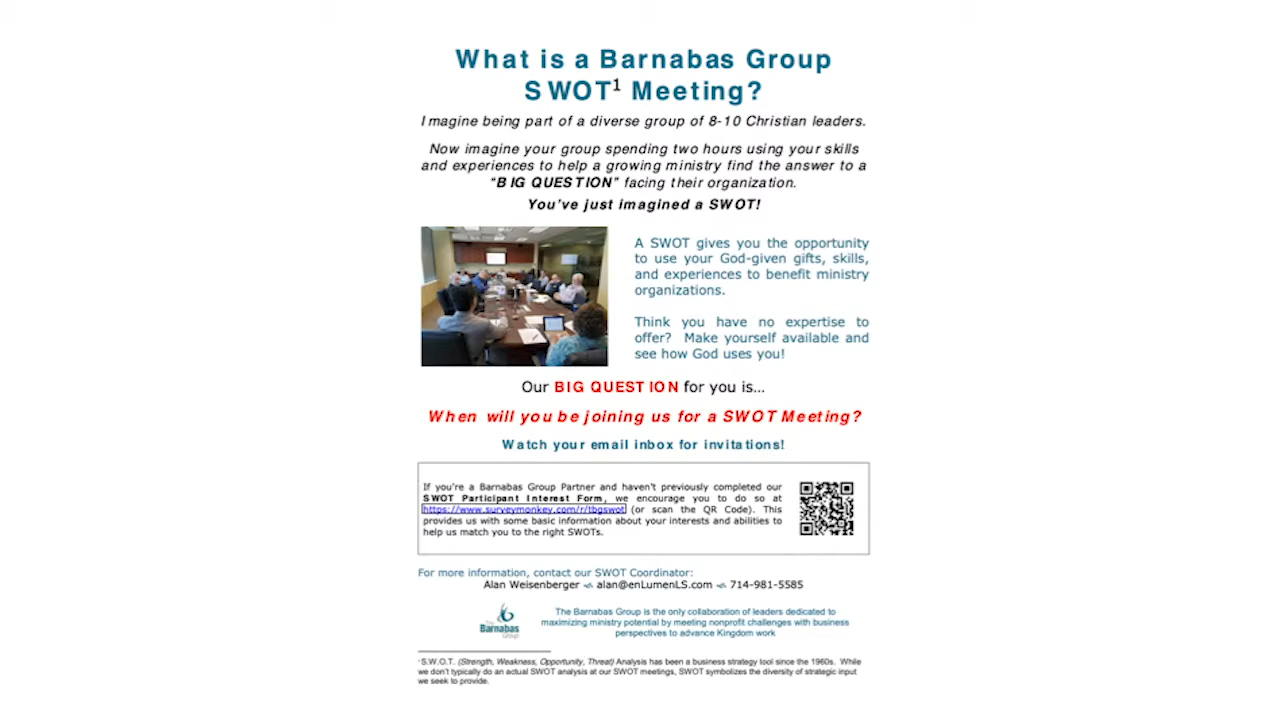 What is a Barnabas Group
SWOT¹ Meeting?
Imagine being part of a diverse group of 8-10 Christian leaders.
Now imagine your group spending two hours using your skills
and experiences to help a growing ministry find the answer to a
"BIG QUESTION" facing their organization.
You've just imagined a SWOT!
A SWOT gives you the opportunity
to use your God-given gifts, skills,
and experiences to benefit ministry
organizations.
Think you have no expertise to
offer? Make yourself available and
see how God uses you!
Our BIG QUESTION for you is…
When will you be joining us for a SWOT Meeting?
Watch your email inbox for invitations!
If you're a Barnabas Group Partner and haven't previously completed our
SWOT Participant Interest Form, we encourage you to do so at
https://www.surveymonkey.com/r/tbgswot (or scan the QR Code). This
provides us with some basic information about your interests and abilities to
help us match you to the right SWOTs.
For more information, contact our SWOT Coordinator:
Alan Weisenberger alan@enLumenLS.com 714-981-5585
The
Barnabas
Group
The Barnabas Group is the only collaboration of leaders dedicated to
maximizing ministry potential by meeting nonprofit challenges with business
perspectives to advance Kingdom work
¹S.W.O.T. (Strength, Weakness, Opportunity, Threat) Analysis has been a business strategy tool since the 1960s. While
we don't typically do an actual SWOT analysis at our SWOT meetings, SWOT symbolizes the diversity of strategic input
we seek to provide.